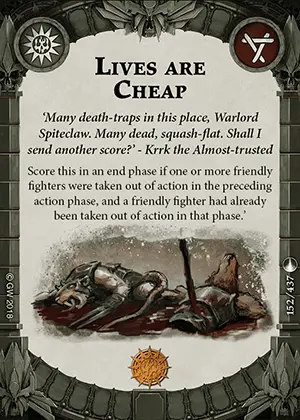 LIVES ARE
CHEAP
'Many death-traps in this place, Warlord
Spiteclaw. Many dead, squash-flat. Shall I
send another score?' - Krrk the Almost-trusted
Score this in an end phase if one or more friendly
fighters were taken out of action in the preceding
action phase, and a friendly fighter had already
been taken out of action in that phase.'
© GW 2018
152/437